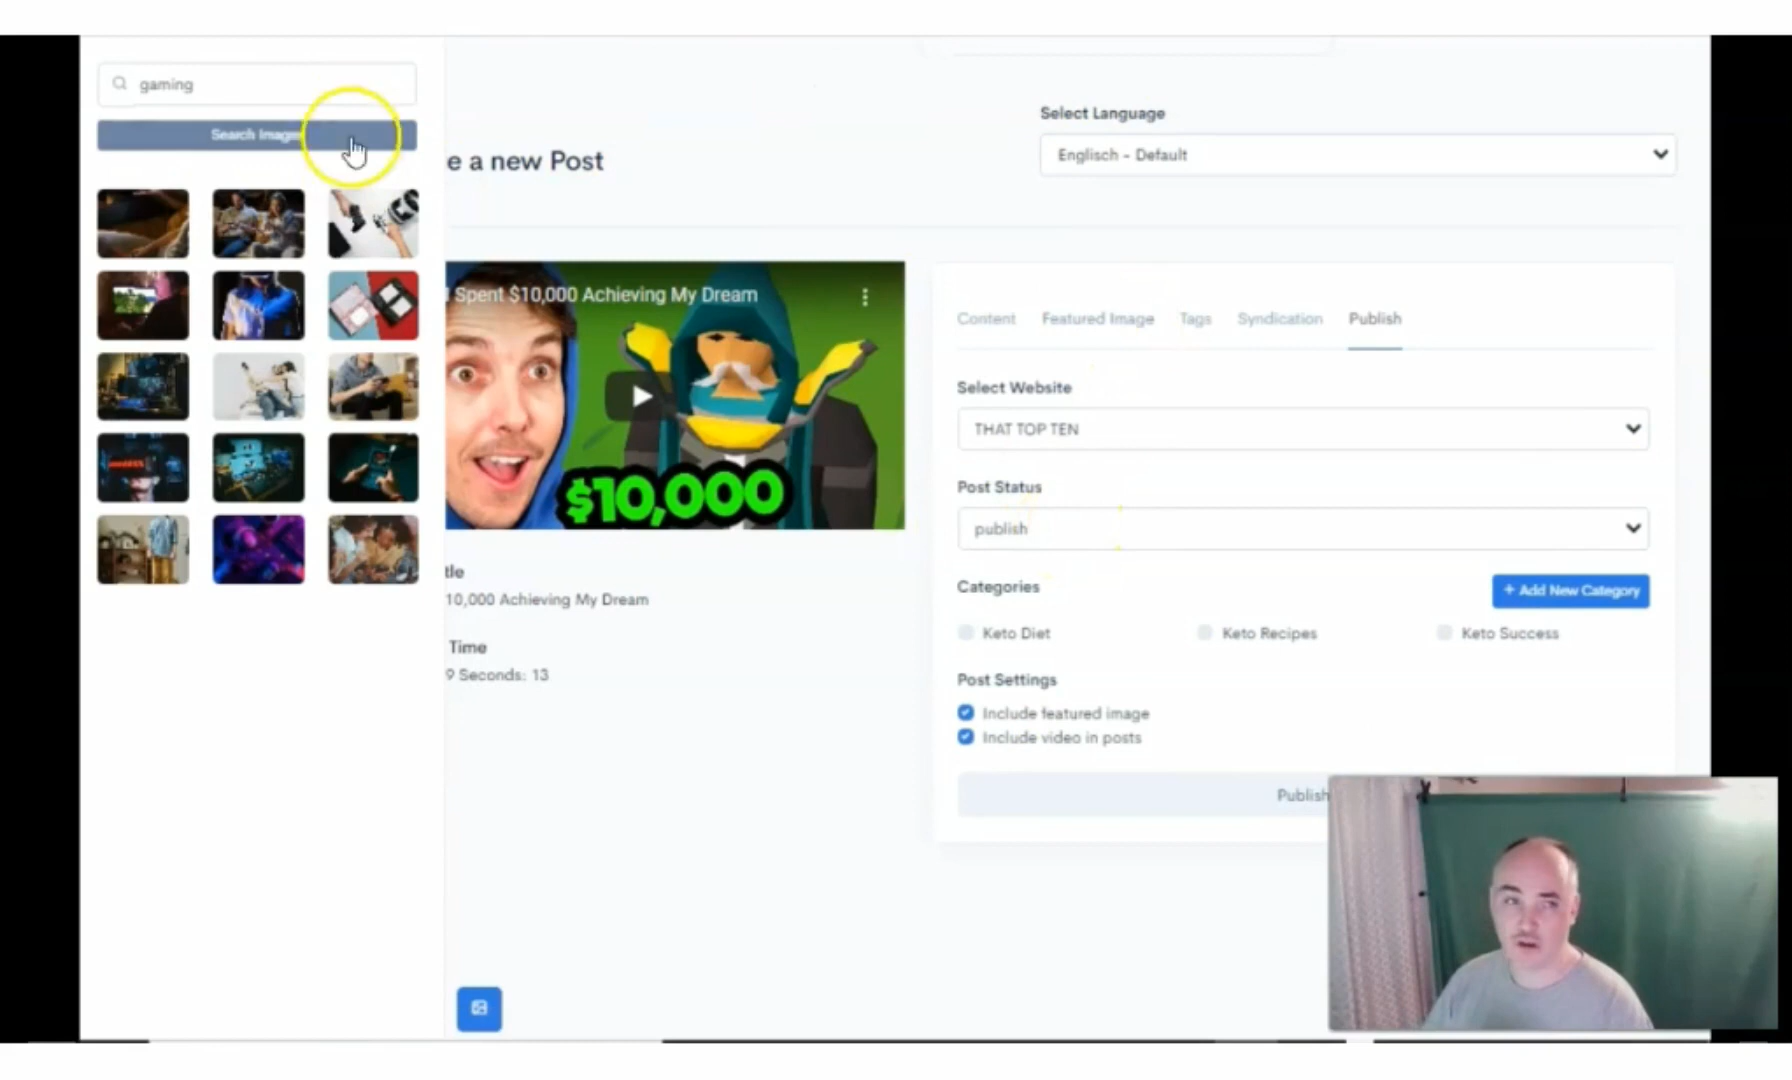 gaming
Search Images
e a new Post
Select Language
Englisch - Default
I Spent $10,000 Achieving My Dream
$10,000
tle
10,000 Achieving My Dream
Time
9 Seconds: 13
Content Featured Image Tags Syndication Publish
Select Website
THAT TOP TEN
Post Status
publish
Categories
+ Add New Category
Keto Diet Keto Recipes Keto Success
Post Settings
Include featured image
Include video in posts
Publish